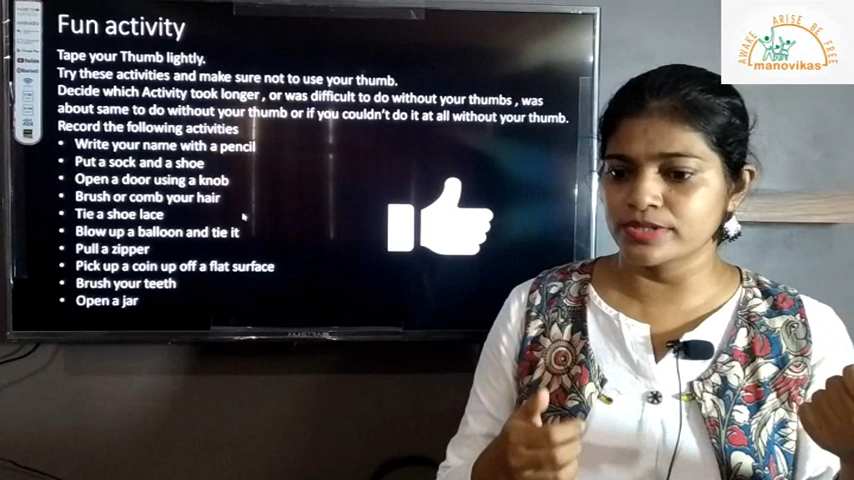 Fun activity
Tape your Thumb lightly.
Try these activities and make sure not to use your thumb.
Decide which Activity took longer , or was difficult to do without your thumbs , was
about same to do without your thumb or if you couldn't do it at all without your thumb.
Record the following activities
• Write your name with a pencil
• Put a sock and a shoe
• Open a door using a knob
• Brush or comb your hair
• Tie a shoe lace
• Blow up a balloon and tie it
• Pull a zipper
• Pick up a coin up off a flat surface
• Brush your teeth
• Open a jar
AWAKE ARISE BE FREE
manovikas